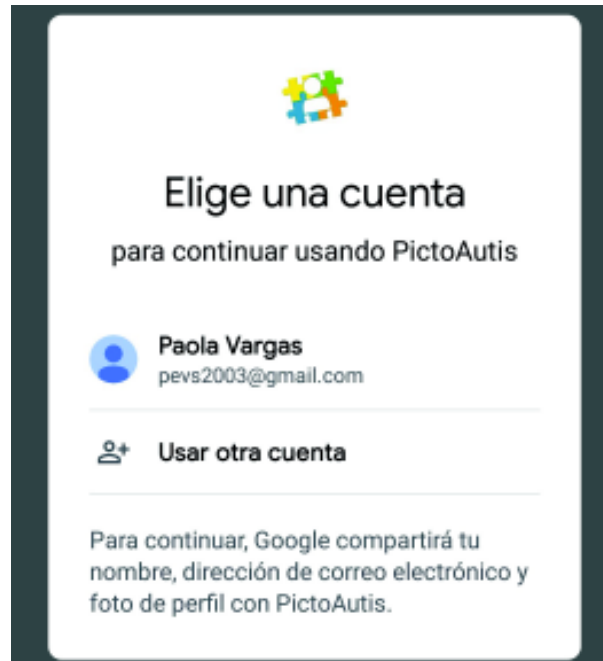 Elige una cuenta
para continuar usando PictoAutis
Paola Vargas
pevs2003@gmail.com
Usar otra cuenta
Para continuar, Google compartirá tu
nombre, dirección de correo electrónico y
foto de perfil con PictoAutis.